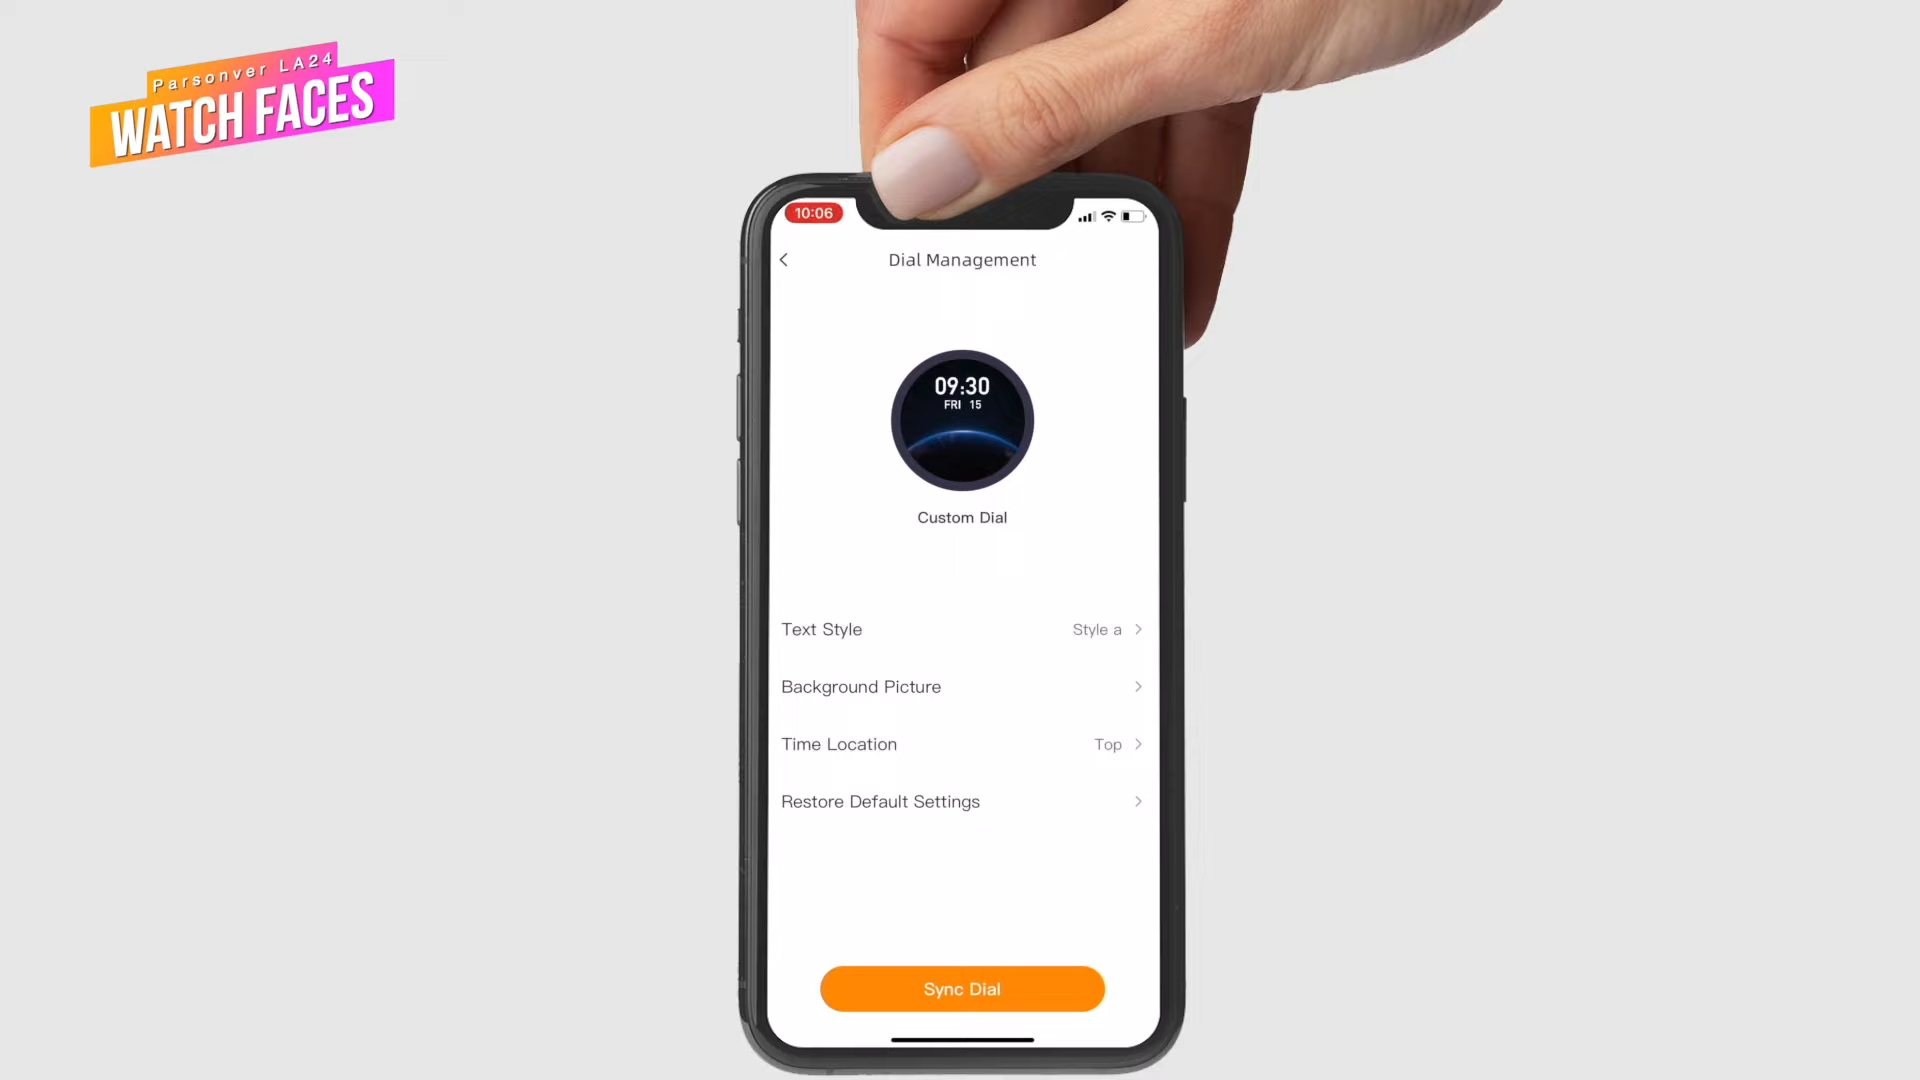 Parsonver LA24
WATCH FACES
10:06
Dial Management
09:30
FRI 15
Custom Dial
Text Style Style a
Background Picture
Time Location Top
Restore Default Settings
Sync Dial